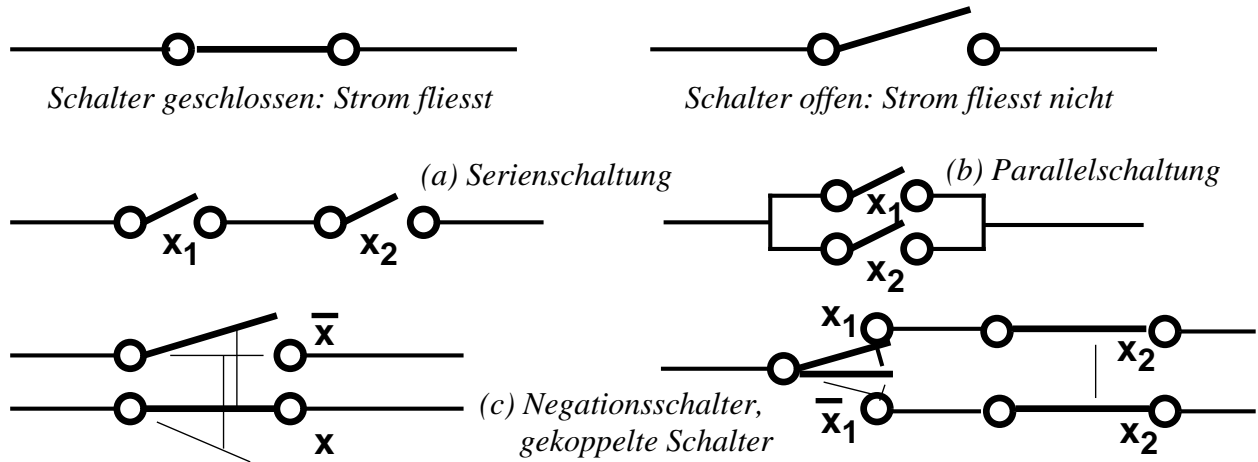 Schalter geschlossen: Strom fliesst
Schalter offen: Strom fliesst nicht
(a) Serienschaltung
x₁
x₂
(b) Parallelschaltung
x₁
x₂
x̅
x
(c) Negationsschalter,
gekoppelte Schalter
x₁
x₂
x̅₁
x₂